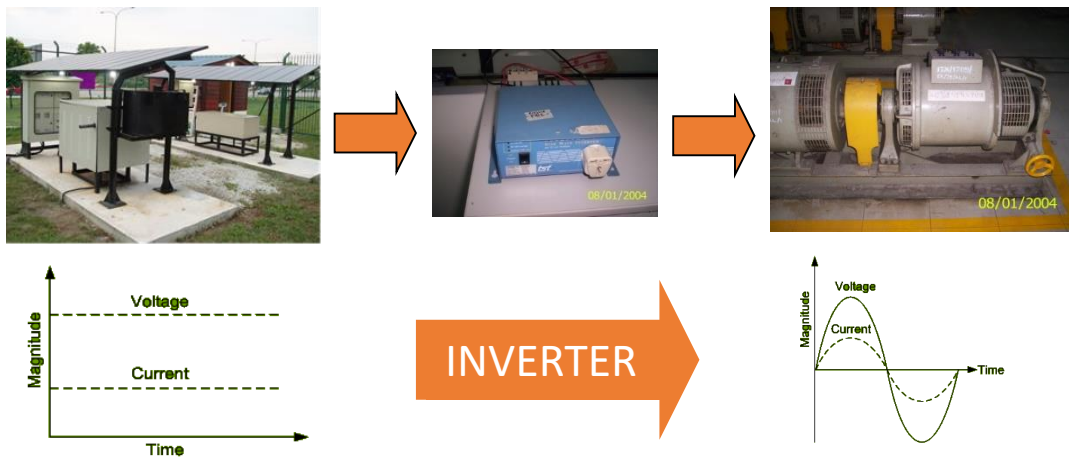 08/01/2004
08/01/2004
Voltage
Current
Magnitude
Time
INVERTER
Voltage
Current
Magnitude
Time